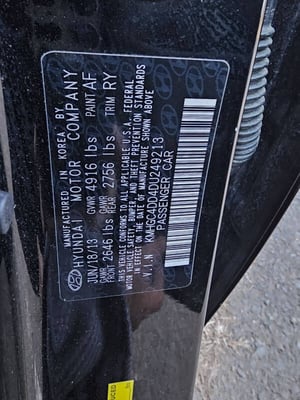 MANUFACTURED IN KOREA BY
HYUNDAI MOTOR COMPANY
JUN/18/13 GVWR 4916 lbs PAINT AF
GAWR FRONT 2646 lbs GAWR REAR 2756 lbs TRIM RY
THIS VEHICLE CONFORMS TO ALL APPLICABLE U.S.A. FEDERAL
MOTOR VEHICLE SAFETY, BUMPER, AND THEFT PREVENTION STANDARDS
IN EFFECT ON THE DATE OF MANUFACTURE SHOWN ABOVE
V.I.N KMHGC4DD4DU249213
PASSENGER CAR